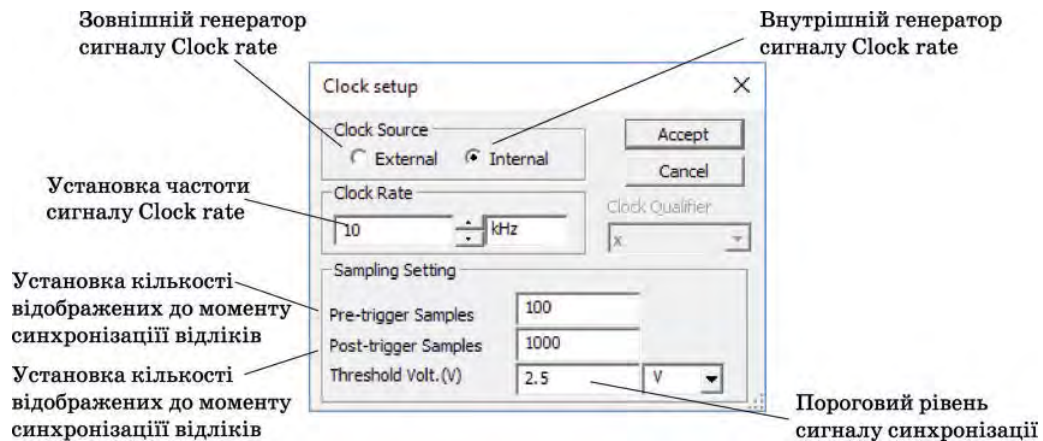 Зовнішній генератор
сигналу Clock rate
Внутрішній генератор
сигналу Clock rate
Clock setup
Clock Source
External
Internal
Accept
Cancel
Установка частоти
сигналу Clock rate
Clock Rate
10
kHz
Clock Qualifier
x
Sampling Setting
Установка кількості
відображених до моменту
синхронізаціїї відліків
Pre-trigger Samples
100
Post-trigger Samples
1000
Threshold Volt.(V)
2.5
V
Установка кількості
відображених до моменту
синхронізаціїї відліків
Пороговий рівень
сигналу синхронізації